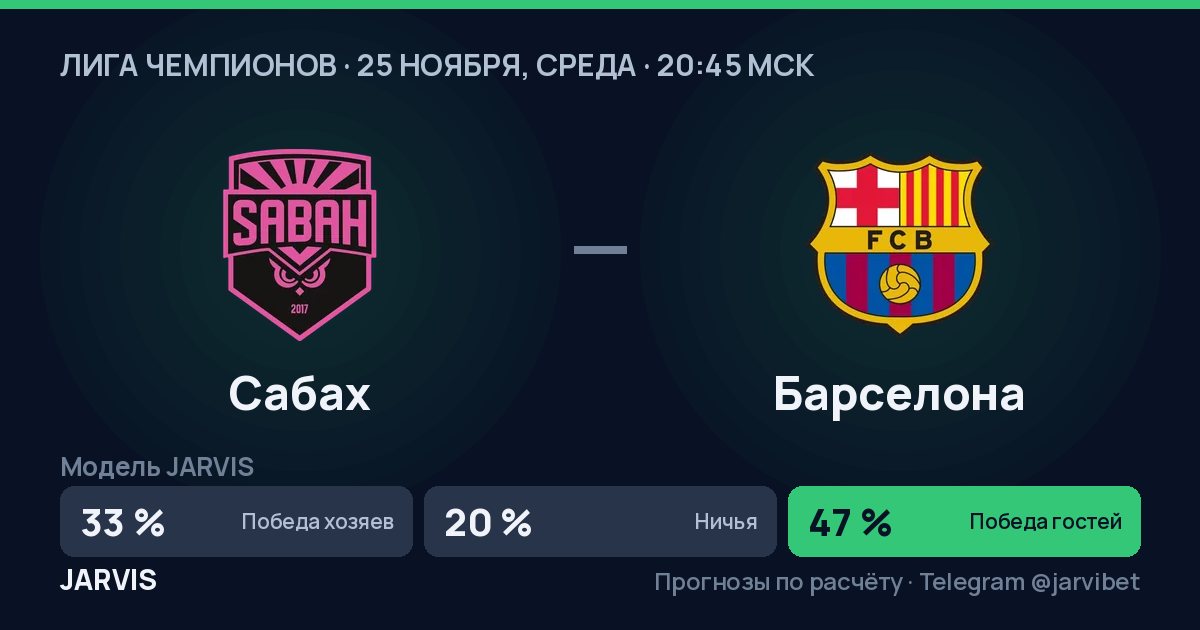 ЛИГА ЧЕМПИОНОВ · 25 НОЯБРЯ, СРЕДА · 20:45 МСК
SABAH
2017
FCB
Сабах
Барселона
Модель JARVIS
33 % Победа хозяев
20 % Ничья
47 % Победа гостей
JARVIS
Прогнозы по расчёту · Telegram @jarvibet